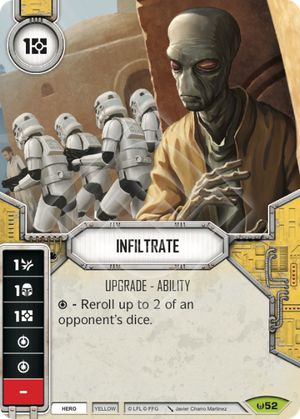 1
INFILTRATE
UPGRADE - ABILITY
- Reroll up to 2 of an
opponent's dice.
1
1
1
–
HERO
YELLOW
© LFL © FFG
Javier Charro Martínez
52